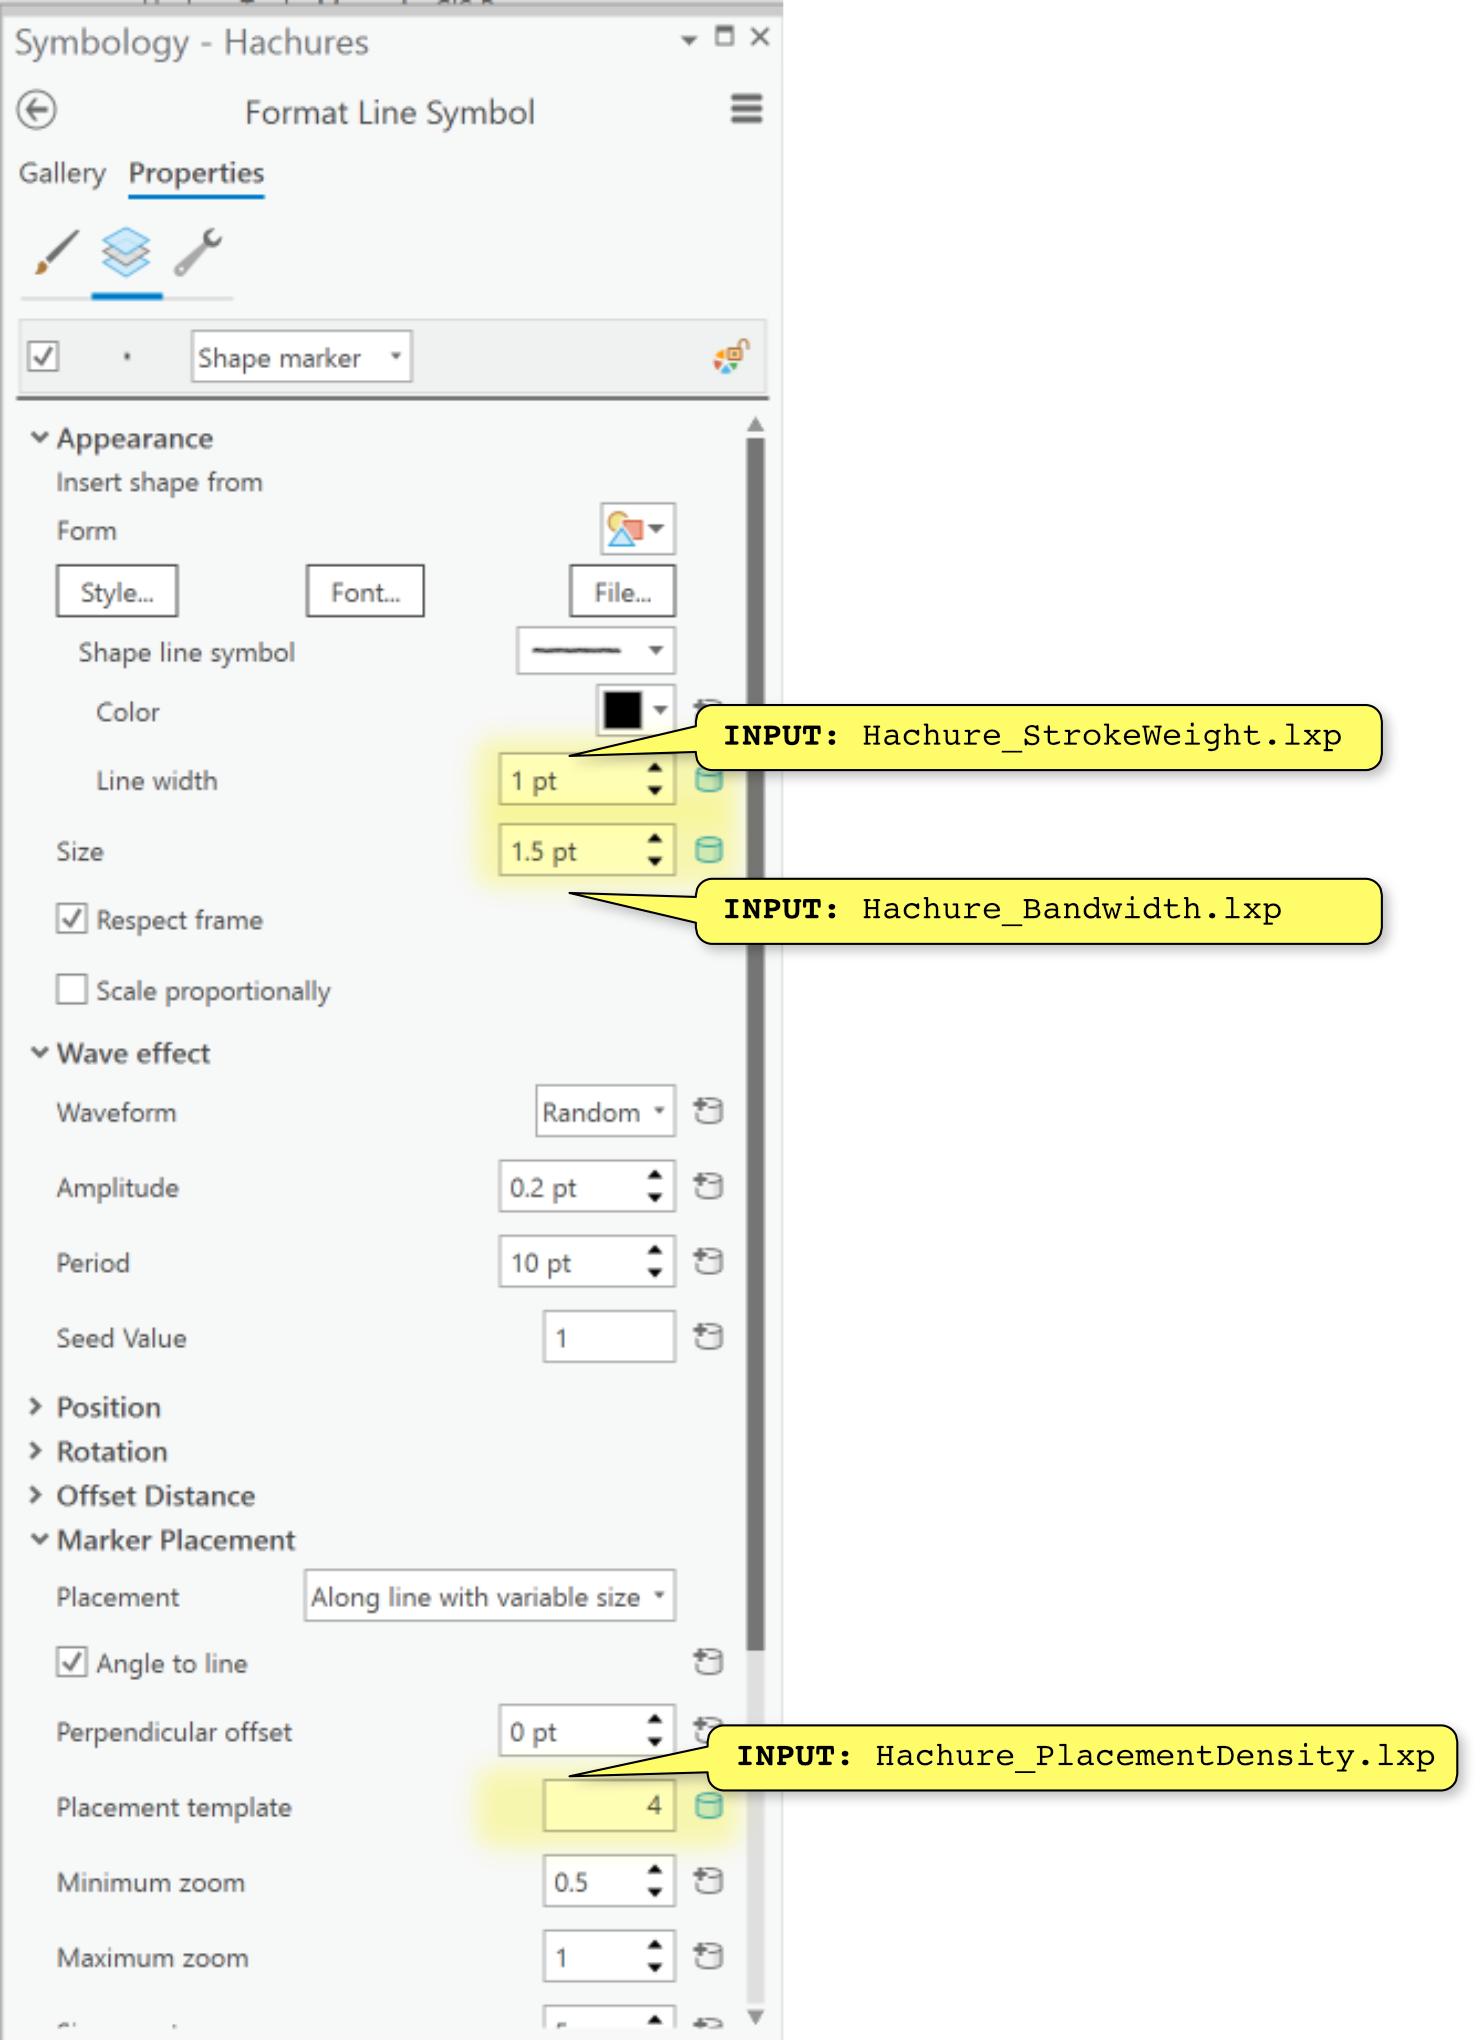 Symbology - Hachures
Format Line Symbol
Gallery Properties
Shape marker
Appearance
Insert shape from
Form
Style... Font... File...
Shape line symbol
Color
INPUT: Hachure_StrokeWeight.lxp
Line width 1 pt
Size 1.5 pt
INPUT: Hachure_Bandwidth.lxp
Respect frame
Scale proportionally
Wave effect
Waveform Random
Amplitude 0.2 pt
Period 10 pt
Seed Value 1
Position
Rotation
Offset Distance
Marker Placement
Placement Along line with variable size
Angle to line
Perpendicular offset 0 pt
INPUT: Hachure_PlacementDensity.lxp
Placement template 4
Minimum zoom 0.5
Maximum zoom 1